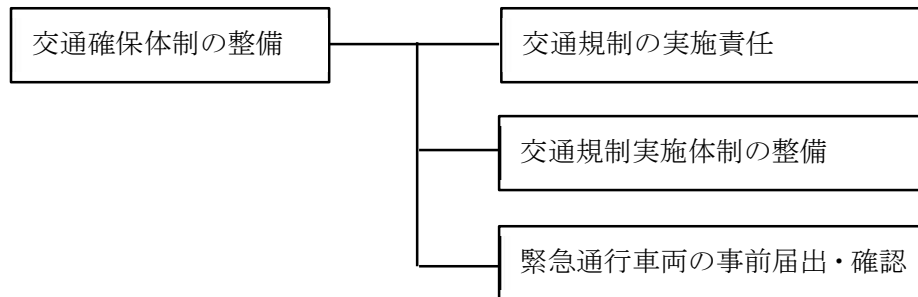 交通確保体制の整備
交通規制の実施責任
交通規制実施体制の整備
緊急通行車両の事前届出・確認